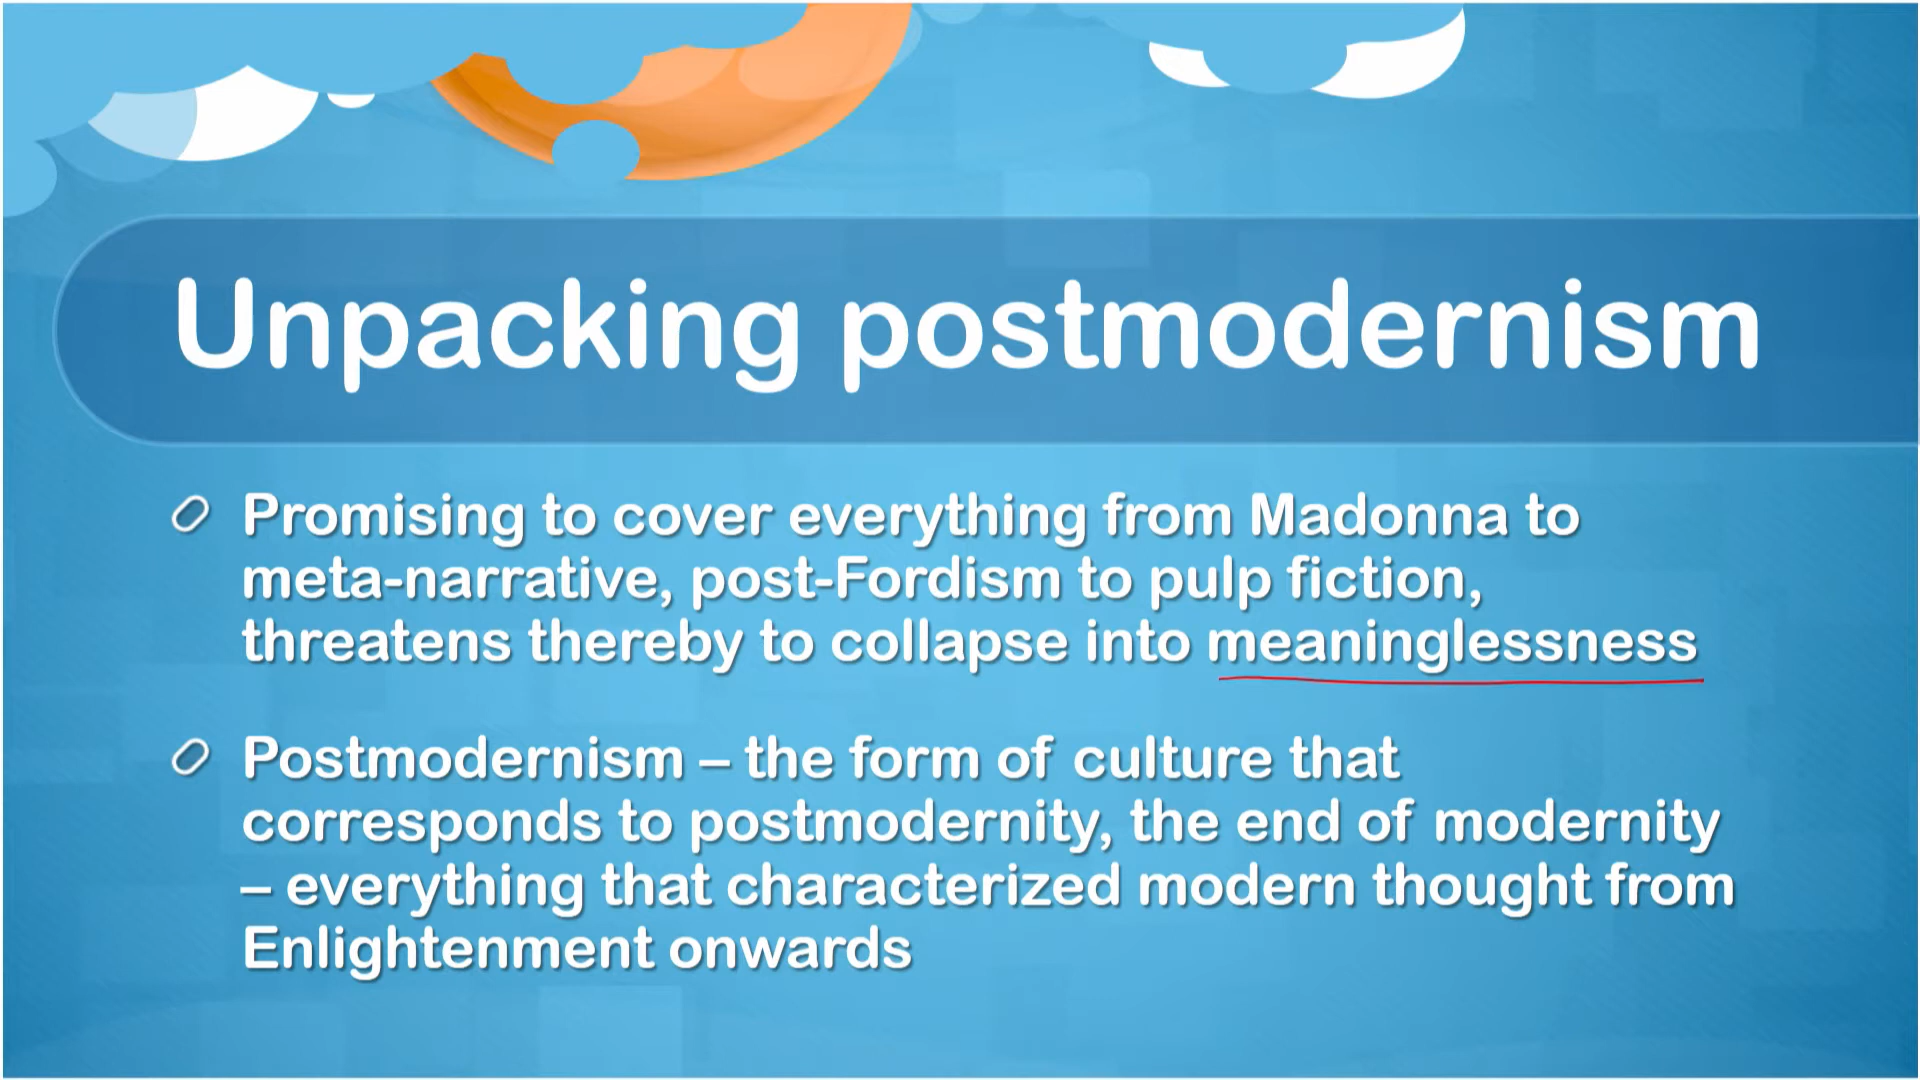 Unpacking postmodernism
Promising to cover everything from Madonna to
meta-narrative, post-Fordism to pulp fiction,
threatens thereby to collapse into meaninglessness
Postmodernism – the form of culture that
corresponds to postmodernity, the end of modernity
– everything that characterized modern thought from
Enlightenment onwards